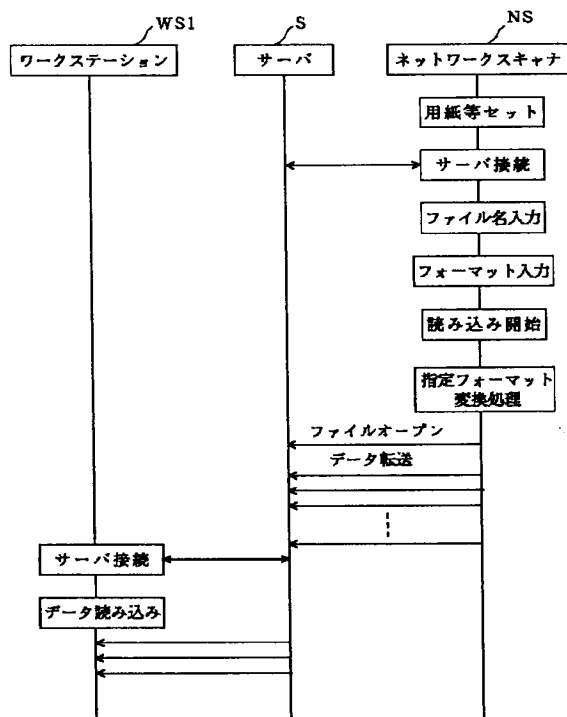 WS1
S
NS
ワークステーション
サーバ
ネットワークスキャナ
用紙等セット
サーバ接続
ファイル名入力
フォーマット入力
読み込み開始
指定フォーマット
変換処理
ファイルオープン
データ転送
サーバ接続
データ読み込み